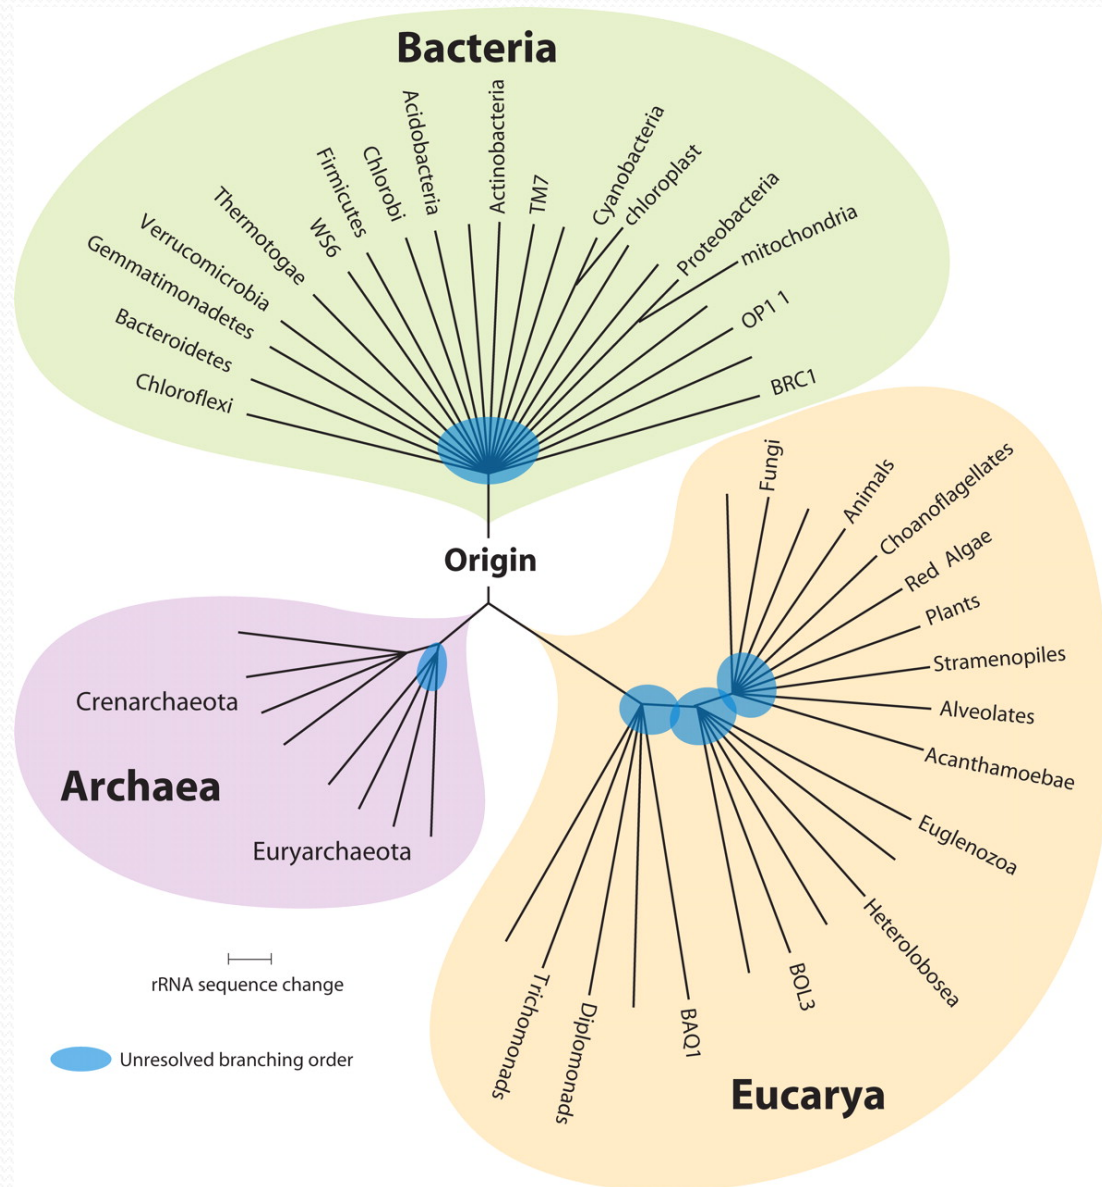 Bacteria
Chloroflexi
Bacteroidetes
Gemmatimonadetes
Verrucomicrobia
Thermotogae
WS6
Firmicutes
Chlorobi
Acidobacteria
Actinobacteria
TM7
Cyanobacteria
chloroplast
Proteobacteria
mitochondria
OP1 1
BRC1
Origin
Fungi
Animals
Choanoflagellates
Red Algae
Plants
Stramenopiles
Alveolates
Acanthamoebae
Euglenozoa
Heterolobosea
BOL3
BAQ1
Diplomonads
Trichomonads
Eucarya
Crenarchaeota
Archaea
Euryarchaeota
rRNA sequence change
Unresolved branching order